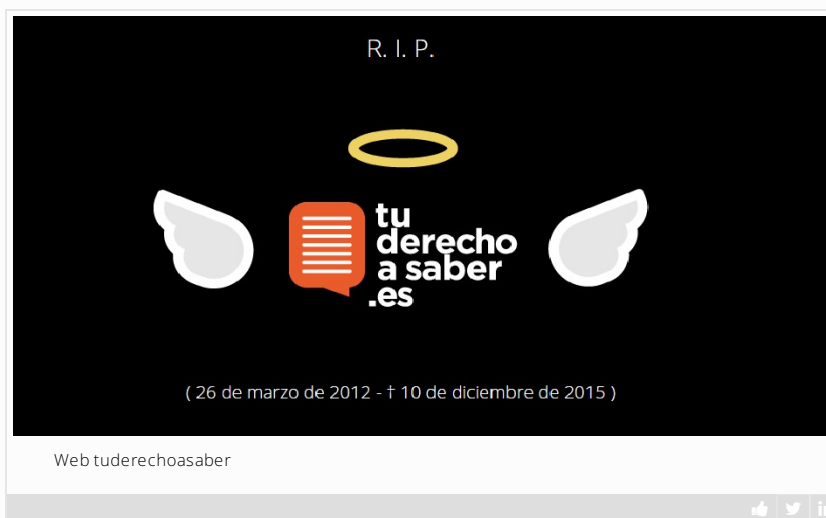 R. I. P.
tu
derecho
a saber
.es
( 26 de marzo de 2012 - † 10 de diciembre de 2015 )
Web tuderechoasaber